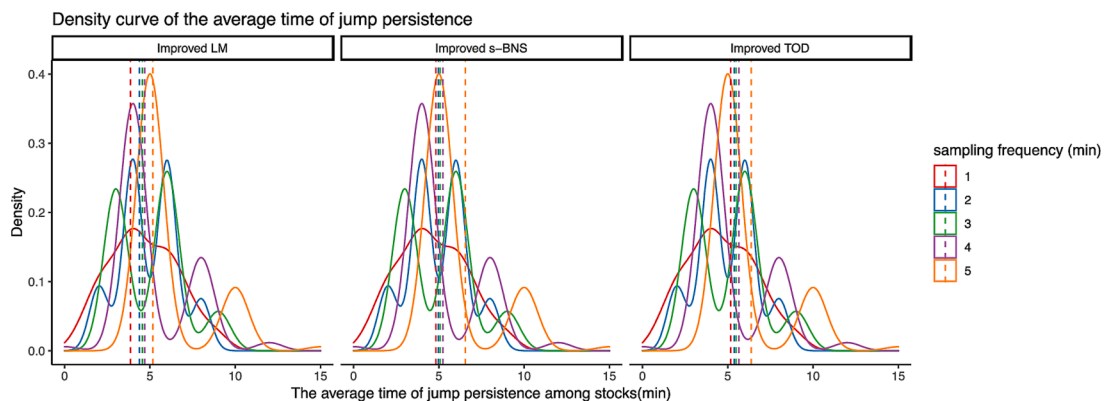 Density curve of the average time of jump persistence
Improved LM
Improved s−BNS
Improved TOD
0.4
0.3
0.2
0.1
0.0
Density
0 5 10 15
0 5 10 15
0 5 10 15
The average time of jump persistence among stocks(min)
sampling frequency (min)
1
2
3
4
5